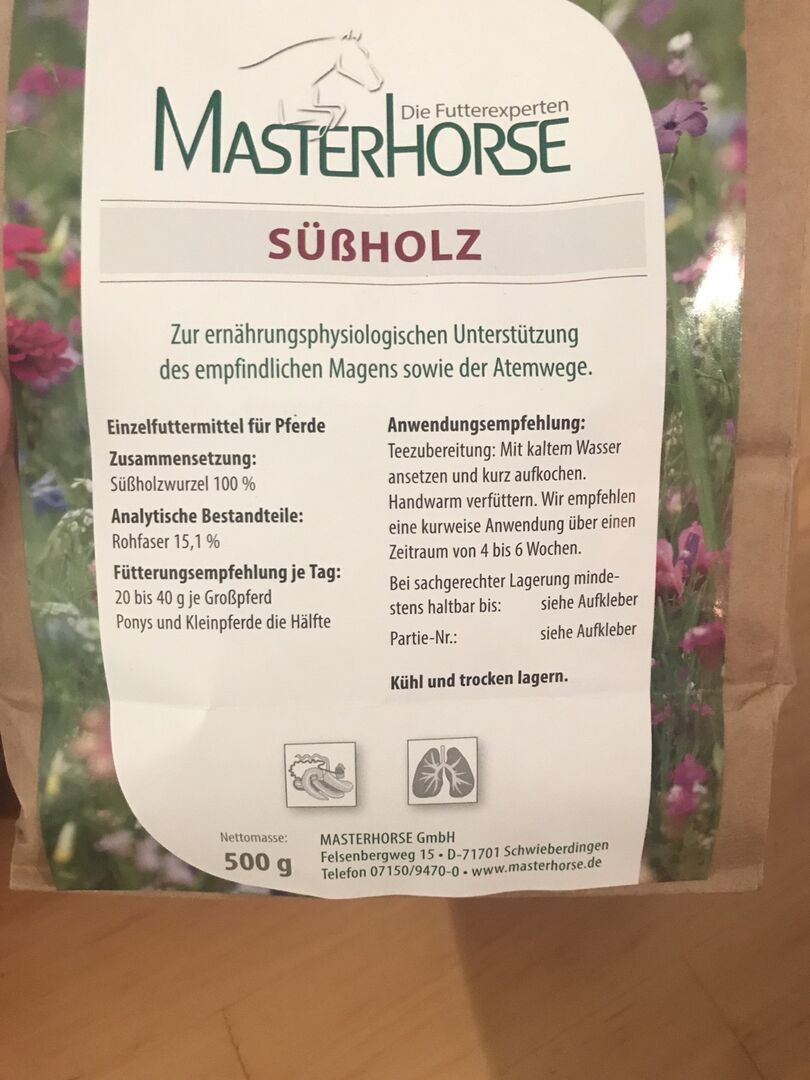 Die Futterexperten
MASTERHORSE
SÜßHOLZ
Zur ernährungsphysiologischen Unterstützung
des empfindlichen Magens sowie der Atemwege.
Einzelfuttermittel für Pferde
Zusammensetzung:
Süßholzwurzel 100 %
Analytische Bestandteile:
Rohfaser 15,1 %
Fütterungsempfehlung je Tag:
20 bis 40 g je Großpferd
Ponys und Kleinpferde die Hälfte
Anwendungsempfehlung:
Teezubereitung: Mit kaltem Wasser
ansetzen und kurz aufkochen.
Handwarm verfüttern. Wir empfehlen
eine kurweise Anwendung über einen
Zeitraum von 4 bis 6 Wochen.
Bei sachgerechter Lagerung minde-
stens haltbar bis: siehe Aufkleber
Partie-Nr.: siehe Aufkleber
Kühl und trocken lagern.
Nettomasse:
500 g
MASTERHORSE GmbH
Felsenbergweg 15 • D-71701 Schwieberdingen
Telefon 07150/9470-0 • www.masterhorse.de